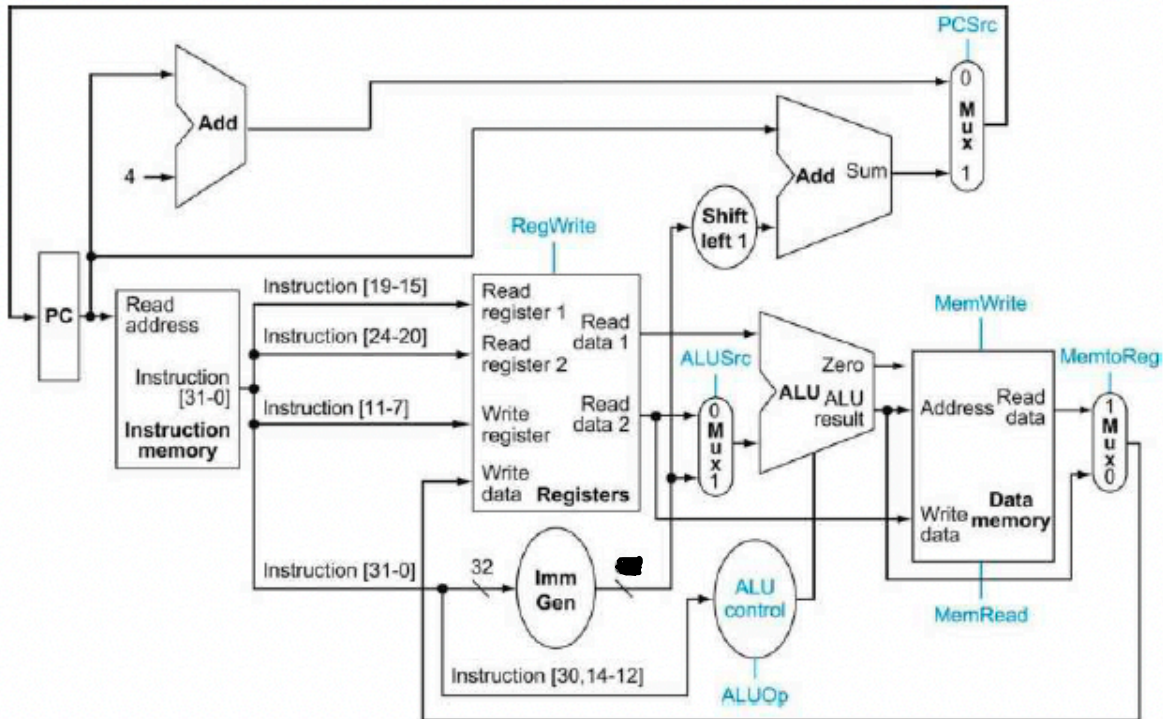 PCSrc
0
M
u
x
1
Add
4
Add Sum
Shift
left 1
RegWrite
PC
Read
address
Instruction
[31-0]
Instruction
memory
Instruction [19-15]
Instruction [24-20]
Instruction [11-7]
Read
register 1
Read
register 2
Write
register
Write
data
Read
data 1
Read
data 2
Registers
ALUSrc
0
M
u
x
1
Zero
ALU ALU
result
MemWrite
Address
Read
data
Write
data
Data
memory
MemRead
MemtoReg
1
M
u
x
0
Instruction [31-0]
32
Imm
Gen
ALU
control
Instruction [30,14-12]
ALUOp